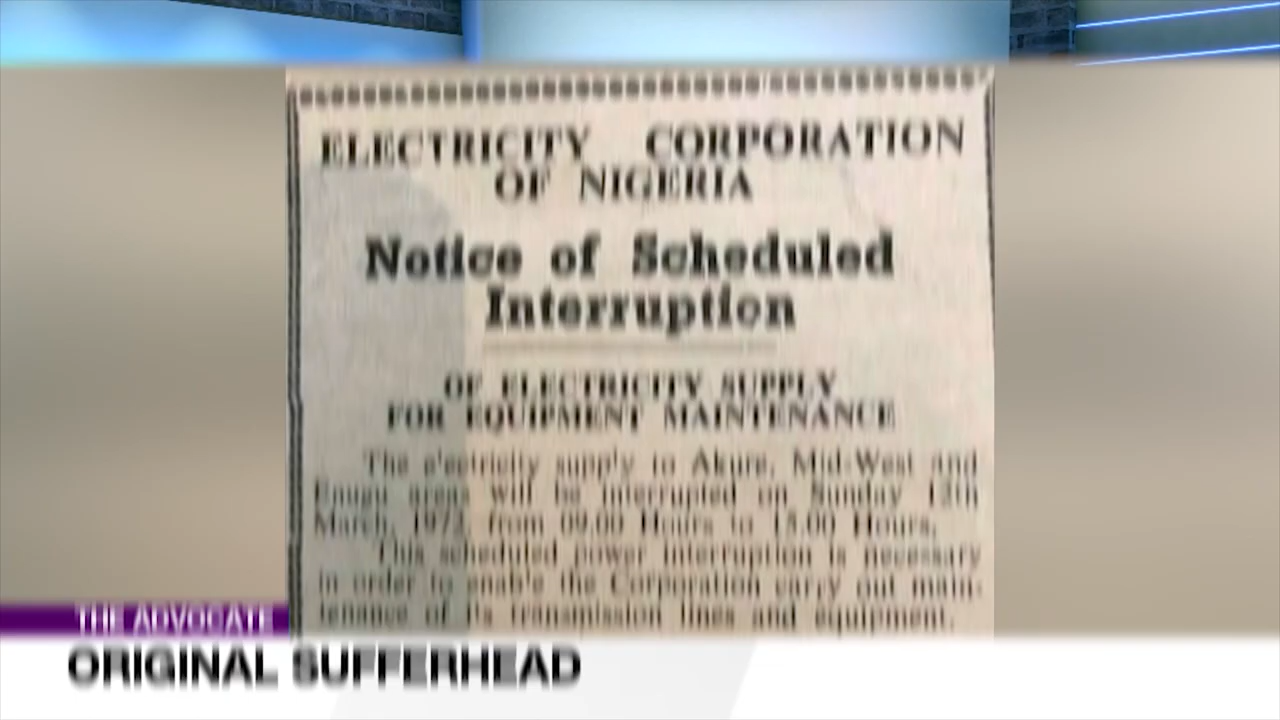 ELECTRICITY CORPORATION
OF NIGERIA
Notice of Scheduled
Interruption
OF ELECTRICITY SUPPLY
FOR EQUIPMENT MAINTENANCE
The electricity supply to Akure, Mid-West and
Enugu areas will be interrupted on Sunday 12th
March, 1972 from 09.00 Hours to 15.00 Hours.
This scheduled power interruption is necessary
in order to enable the Corporation carry out main-
tenance of its transmission lines and equipment.
THE ADVOCATE
ORIGINAL SUFFERHEAD